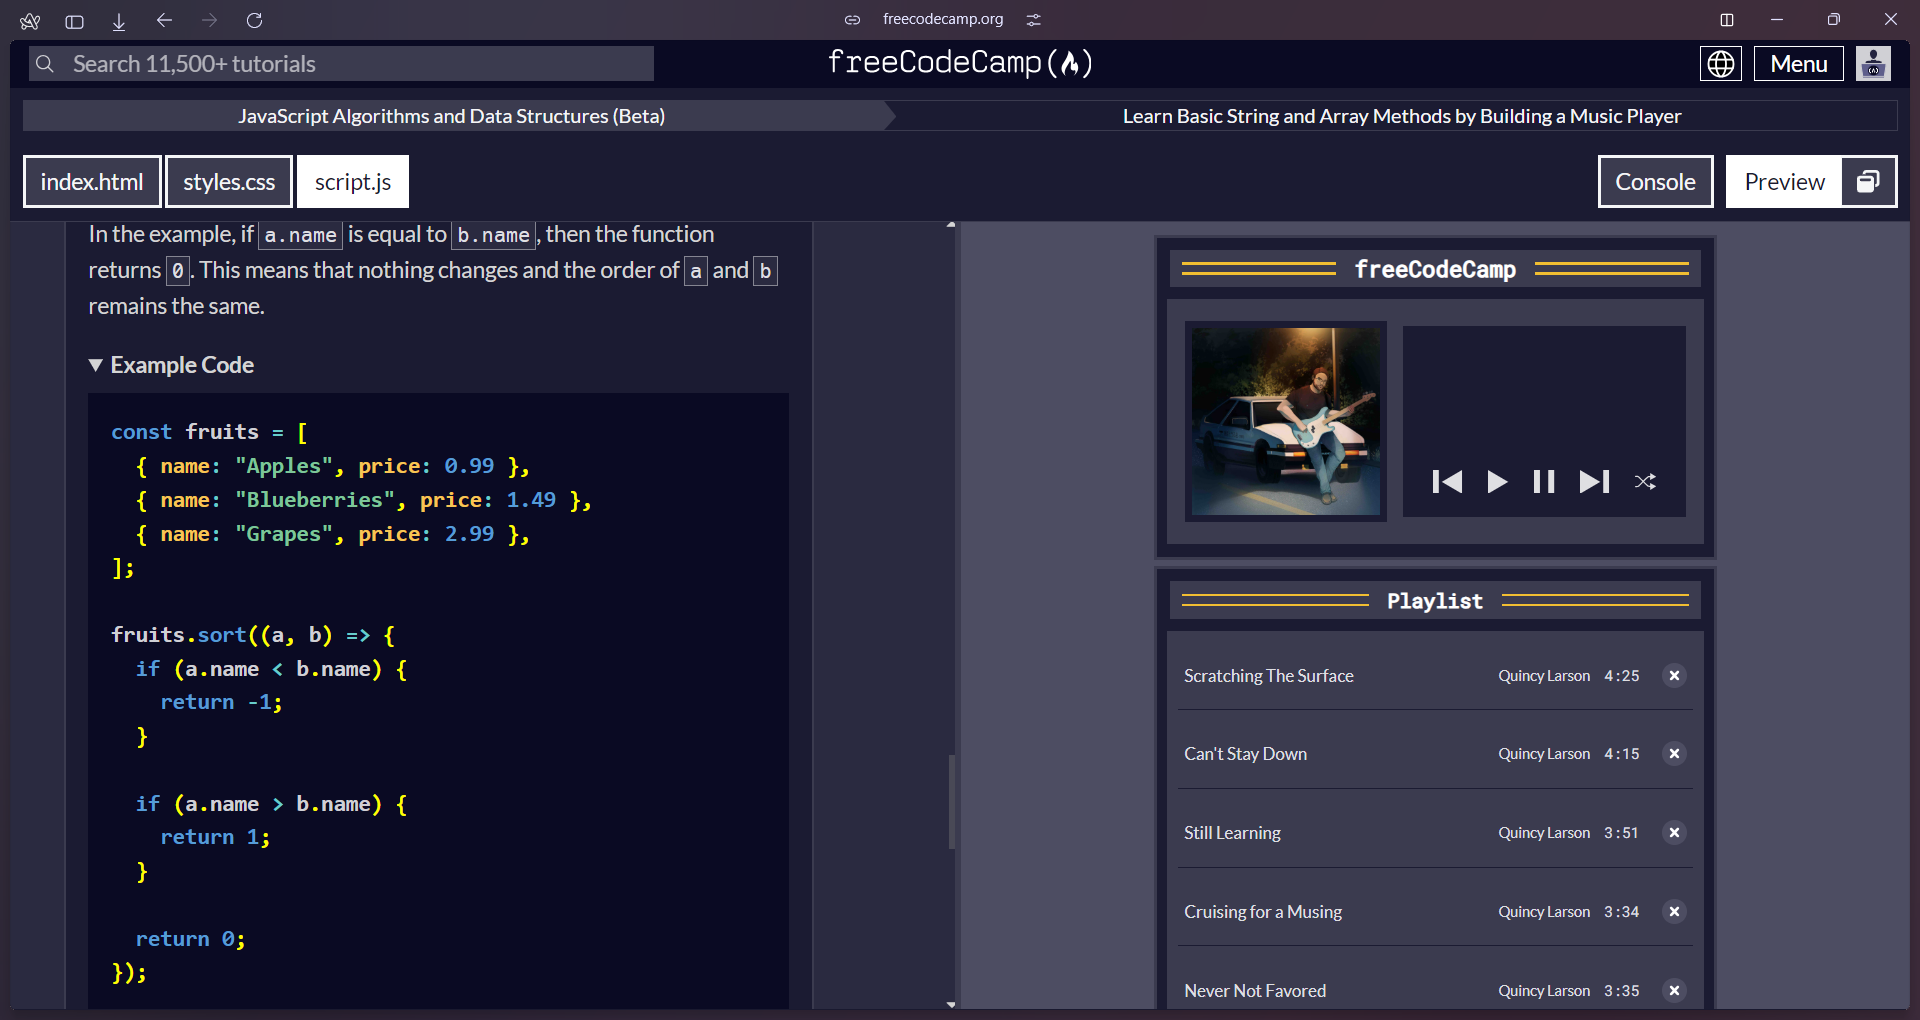 freecodecamp.org
Search 11,500+ tutorials
freeCodeCamp(🔥)
Menu
JavaScript Algorithms and Data Structures (Beta)
Learn Basic String and Array Methods by Building a Music Player
index.html
styles.css
script.js
Console
Preview
In the example, if a.name is equal to b.name, then the function
returns 0. This means that nothing changes and the order of a and b
remains the same.
▼ Example Code
const fruits = [
  { name: "Apples", price: 0.99 },
  { name: "Blueberries", price: 1.49 },
  { name: "Grapes", price: 2.99 },
];
fruits.sort((a, b) => {
  if (a.name < b.name) {
    return -1;
  }
  if (a.name > b.name) {
    return 1;
  }
  return 0;
});
freeCodeCamp
Playlist
Scratching The Surface Quincy Larson 4:25
Can't Stay Down Quincy Larson 4:15
Still Learning Quincy Larson 3:51
Cruising for a Musing Quincy Larson 3:34
Never Not Favored Quincy Larson 3:35